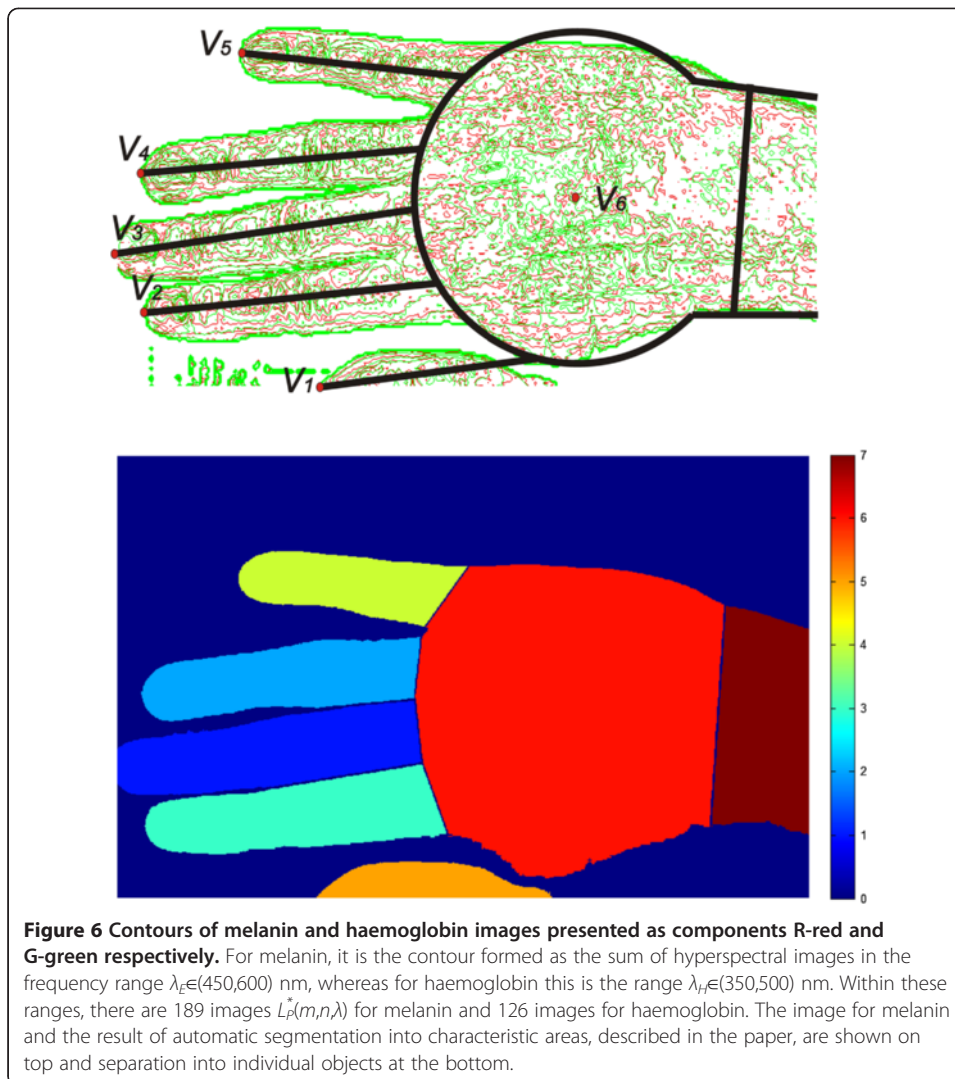 V5
V4
V3
V2
V1
V6
7
6
5
4
3
2
1
0
Figure 6 Contours of melanin and haemoglobin images presented as components R-red and
G-green respectively. For melanin, it is the contour formed as the sum of hyperspectral images in the
frequency range λE∈(450,600) nm, whereas for haemoglobin this is the range λH∈(350,500) nm. Within these
ranges, there are 189 images L*P(m,n,λ) for melanin and 126 images for haemoglobin. The image for melanin
and the result of automatic segmentation into characteristic areas, described in the paper, are shown on
top and separation into individual objects at the bottom.